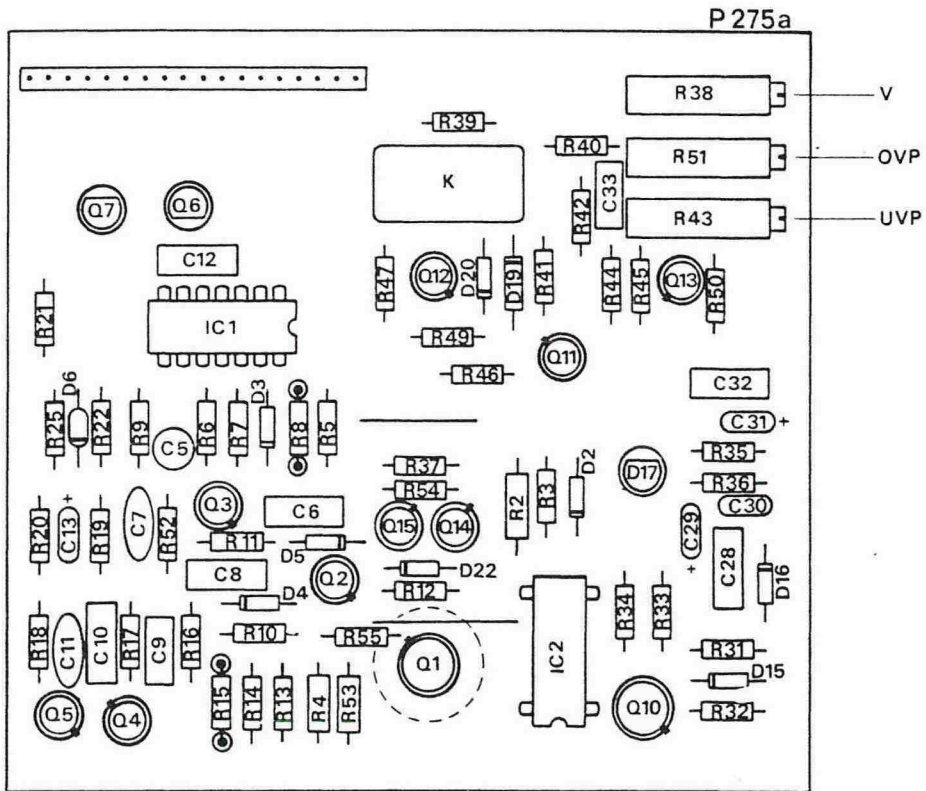 P 275a
R38 V
R39
R40
R51 OVP
K
C33
Q7
Q6
R42
R43 UVP
C12
R47
Q12
D20
D19
R41
R44
R45
Q13
R50
R21
IC1
R49
Q11
R46
C32
D6
D3
R25
R22
R9
C5
R6
R7
R8
R5
C31 +
R35
R37
D2
D17
R36
R54
R2
R3
C30
R20
+
C13
R19
C7
R52
Q3
C6
Q15
Q14
C29
+
R11
D5
C28
D16
C8
Q2
D22
R12
D4
R34
R33
R18
C11
C10
R17
C9
R16
R10
R55
Q1
IC2
R31
D15
Q5
Q4
R15
R14
R13
R4
R53
Q10
R32